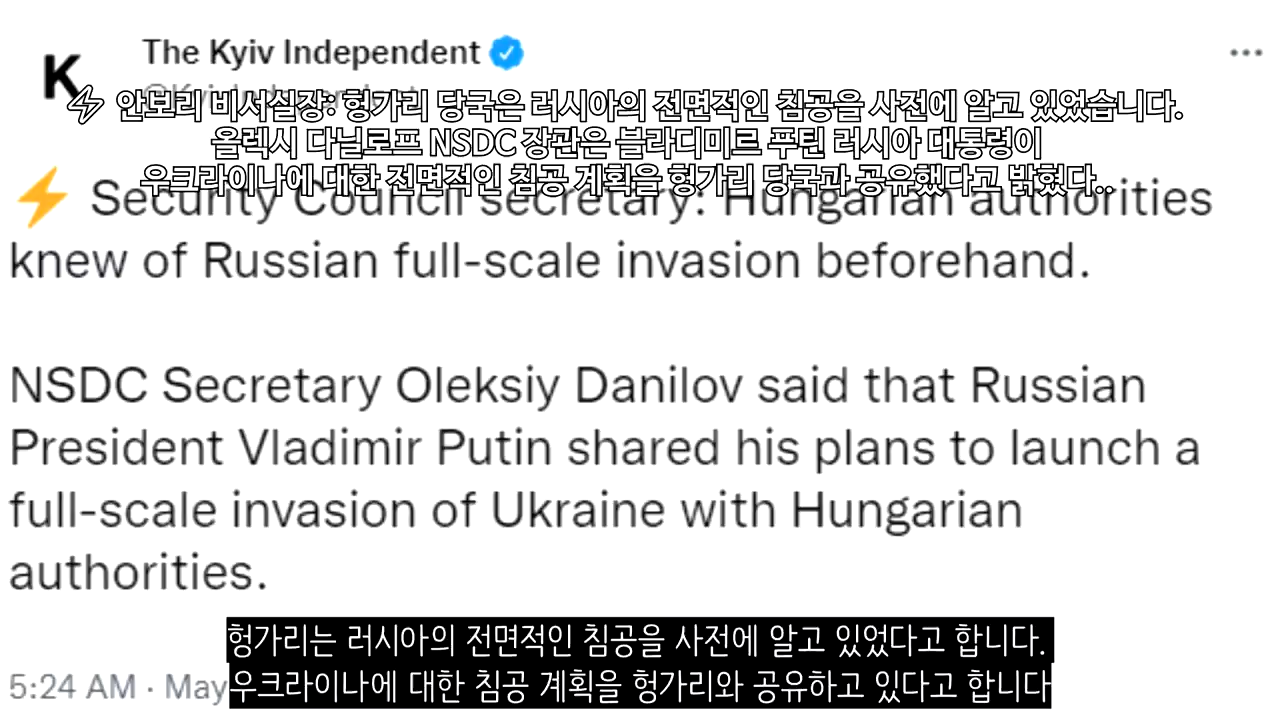 The Kyiv Independent
K
⚡ 안보리 비서실장: 헝가리 당국은 러시아의 전면적인 침공을 사전에 알고 있었습니다.
올렉시 다닐로프 NSDC 장관은 블라디미르 푸틴 러시아 대통령이
우크라이나에 대한 전면적인 침공 계획을 헝가리 당국과 공유했다고 밝혔다..
⚡ Security Council secretary: Hungarian authorities
knew of Russian full-scale invasion beforehand.
NSDC Secretary Oleksiy Danilov said that Russian
President Vladimir Putin shared his plans to launch a
full-scale invasion of Ukraine with Hungarian
authorities.
헝가리는 러시아의 전면적인 침공을 사전에 알고 있었다고 합니다.
5:24 AM · May
우크라이나에 대한 침공 계획을 헝가리와 공유하고 있다고 합니다